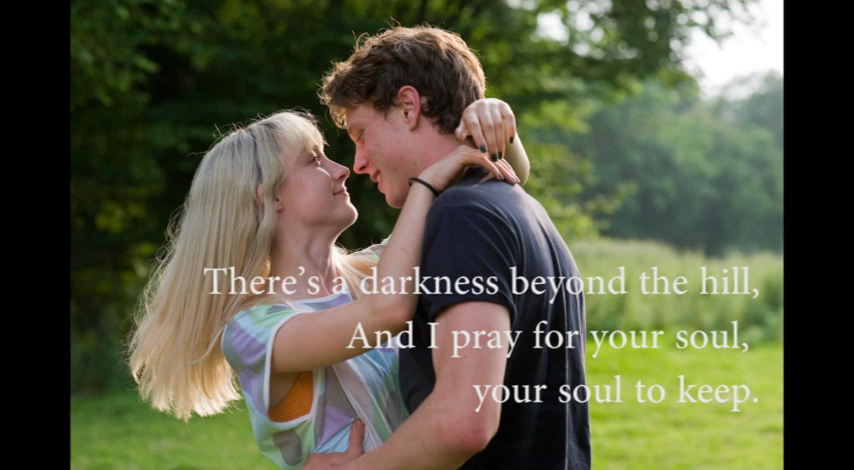 There's a darkness beyond the hill,
And I pray for your soul,
your soul to keep.